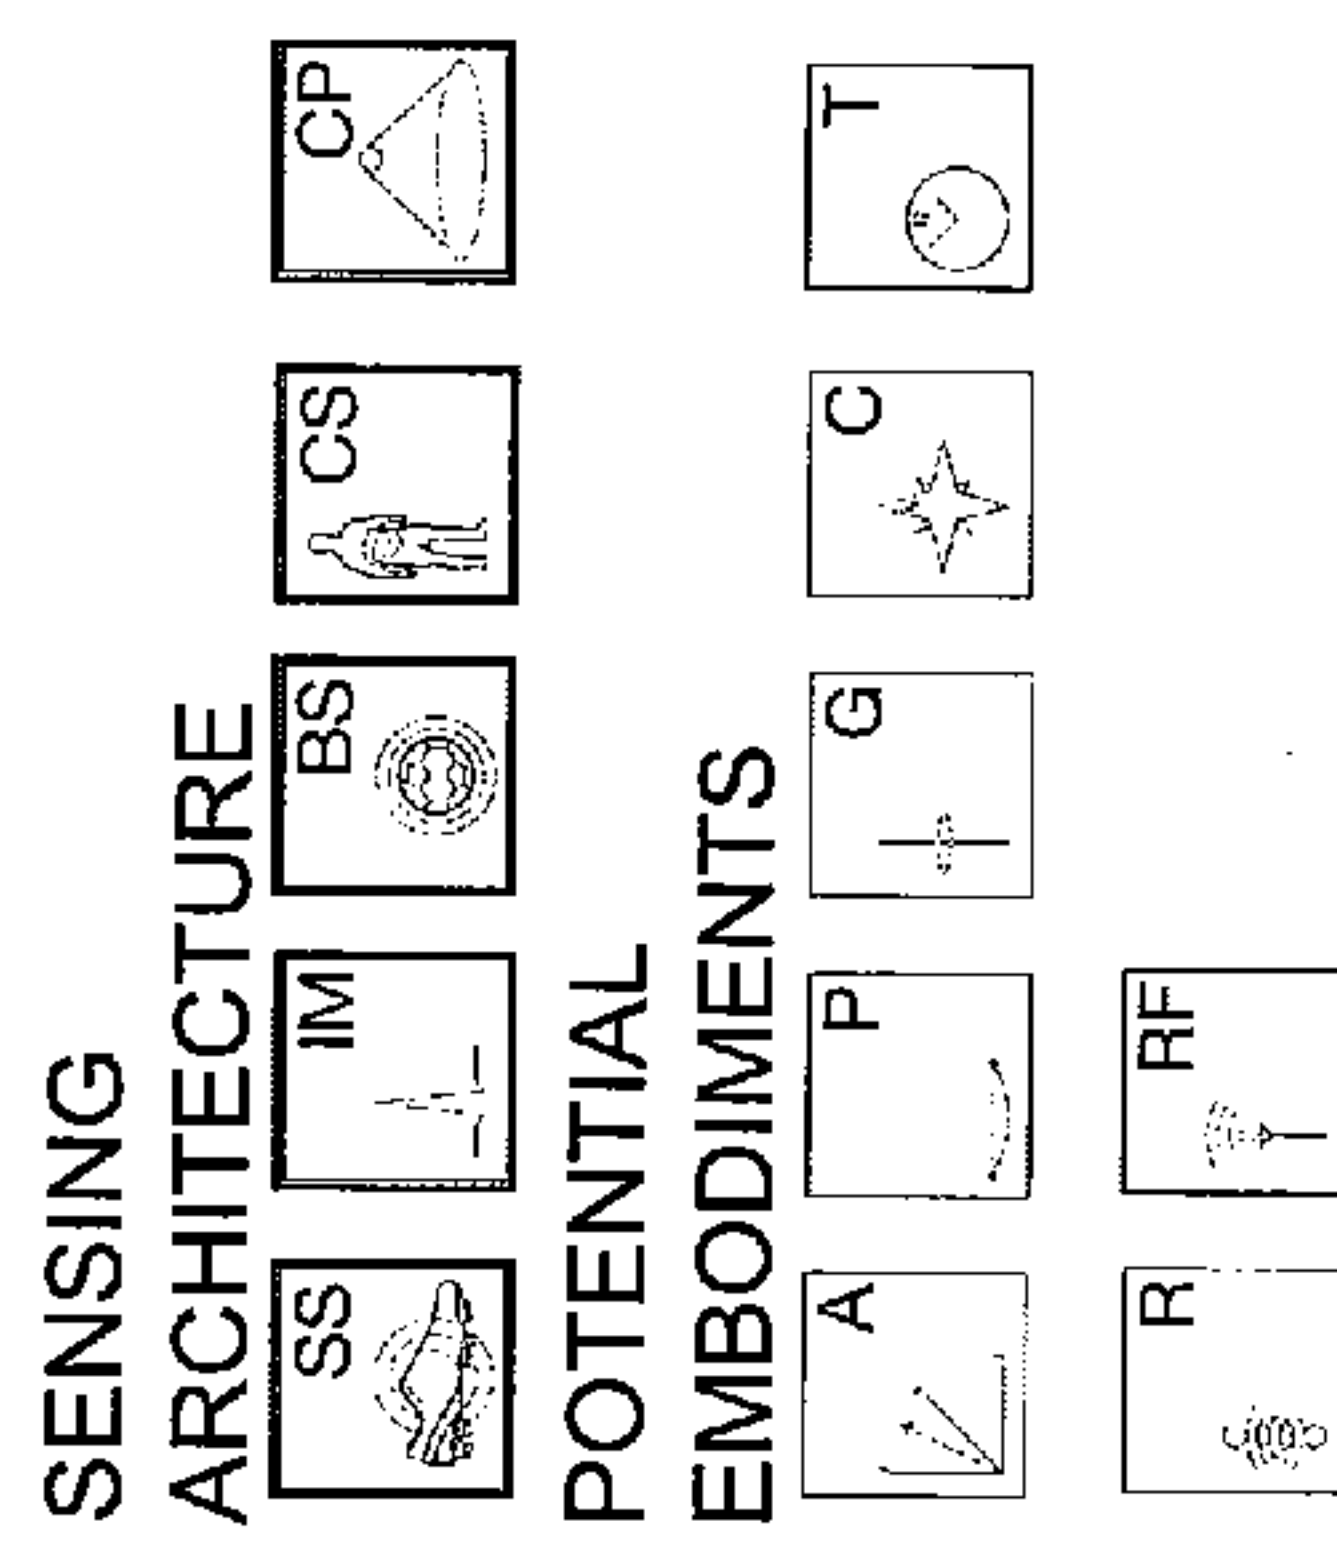 SENSING
ARCHITECTURE
SS IM BS CS CP
POTENTIAL
EMBODIMENTS
A P G C T
R RF